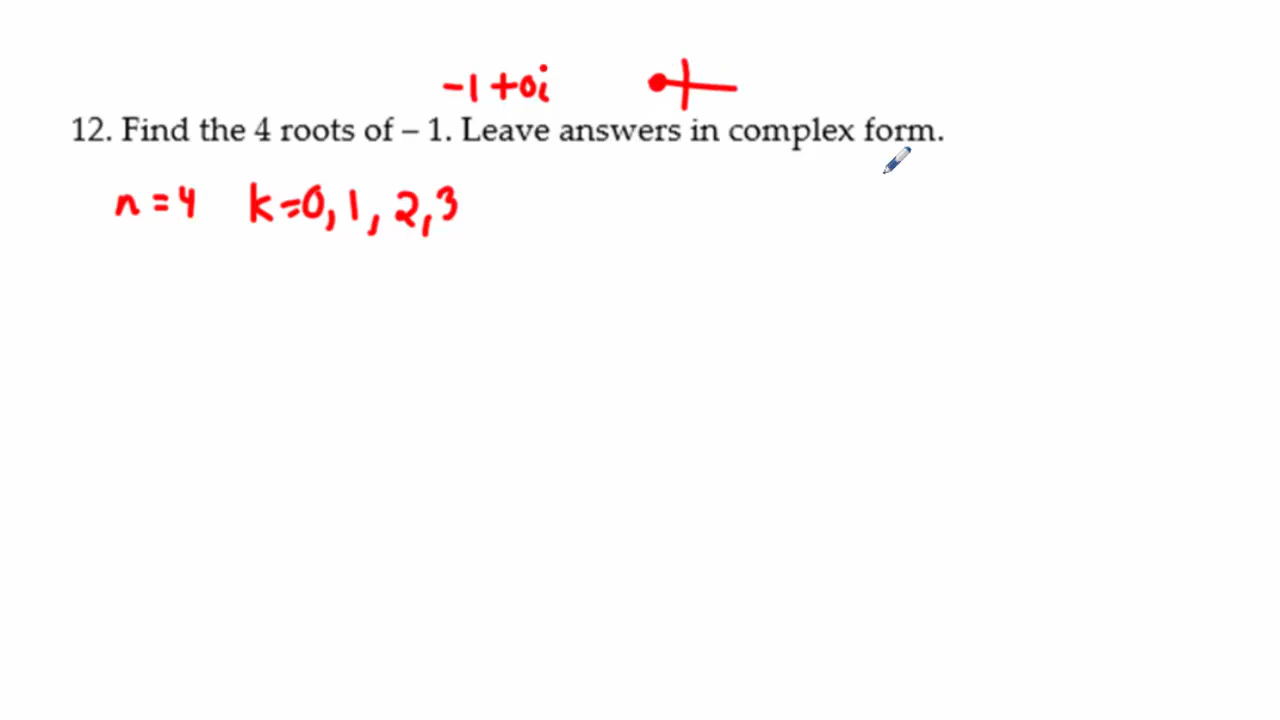 -1 +0i
12. Find the 4 roots of – 1. Leave answers in complex form.
n = 4 k=0, 1, 2, 3